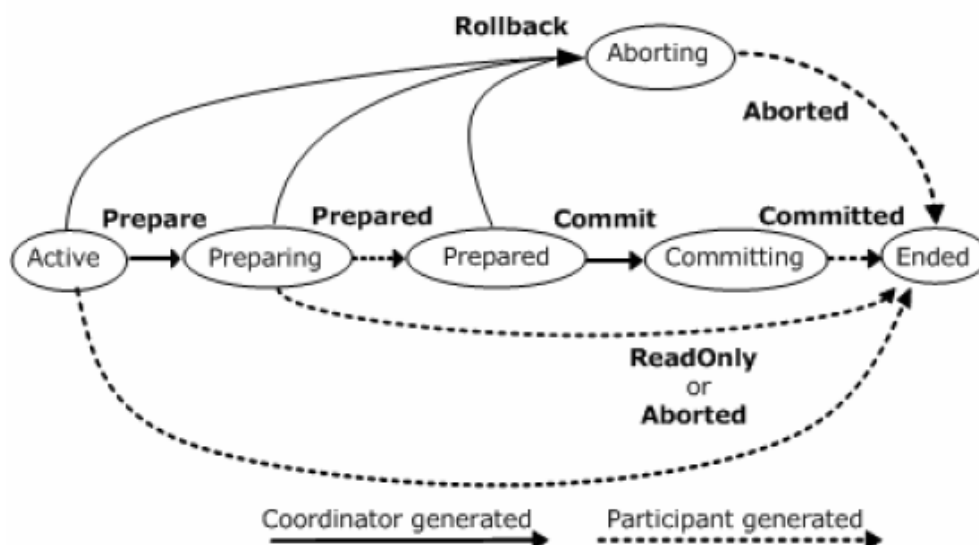 Rollback
Aborting
Aborted
Prepare
Prepared
Commit
Committed
Active
Preparing
Prepared
Committing
Ended
ReadOnly
or
Aborted
Coordinator generated
Participant generated